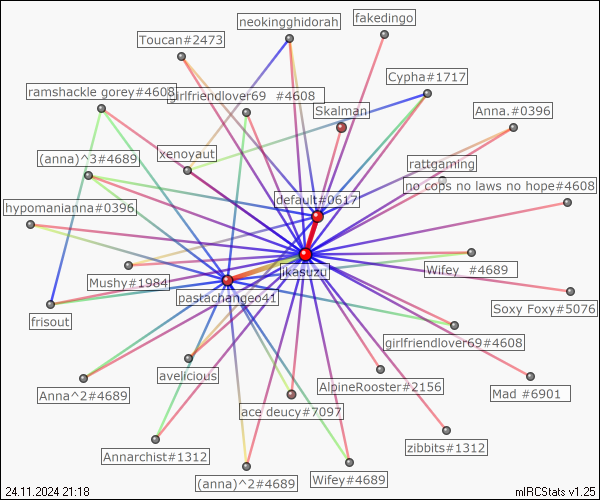 neokingghidorah
fakedingo
Toucan#2473
Cypha#1717
ramshackle gorey#4608
girlfriendlover69 #4608
Skalman
Anna.#0396
(anna)^3#4689
xenoyaut
rattgaming
no cops no laws no hope#4608
default#0617
hypomanianna#0396
jkasuzu
Wifey #4689
Mushy#1984
pastachangeo41
Soxy Foxy#5076
frisout
girlfriendlover69#4608
avelicious
AlpineRooster#2156
Anna^2#4689
Mad #6901
ace deucy#7097
zibbits#1312
Annarchist#1312
(anna)^2#4689
Wifey#4689
24.11.2024 21:18
mIRCStats v1.25